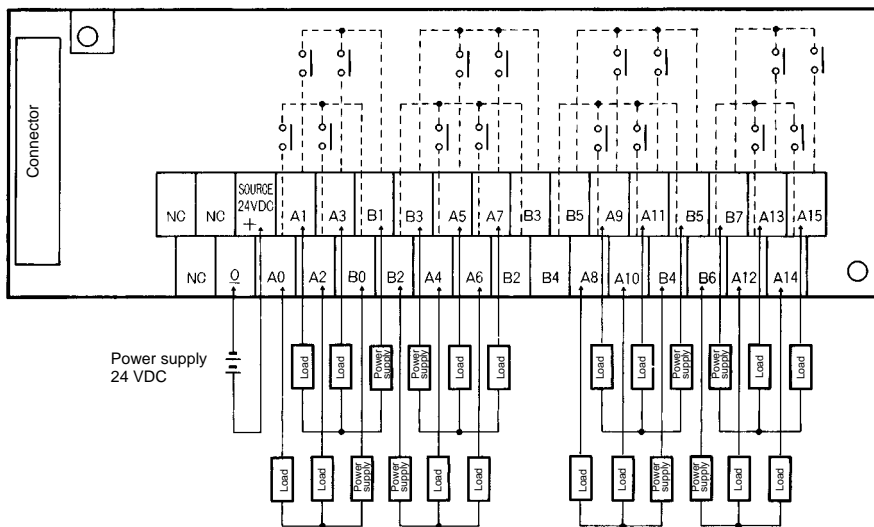 Connector
SOURCE
24VDC
+
NC NC A1 A3 B1 B3 A5 A7 B3 B5 A9 A11 B5 B7 A13 A15
NC 0 A0 A2 B0 B2 A4 A6 B2 B4 A8 A10 B4 B6 A12 A14
Power supply
24 VDC
Load Load Power supply Power supply Load Load Load Load Power supply Power supply Load Load
Load Load Power supply Power supply Load Load Load Load Power supply Power supply Load Load